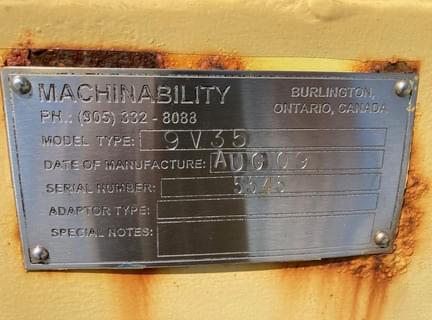 MACHINABILITY
BURLINGTON,
ONTARIO, CANADA
PH.: (905) 332 - 8088
MODEL TYPE: 9V35
DATE OF MANUFACTURE: AUG09
SERIAL NUMBER:
ADAPTOR TYPE:
SPECIAL NOTES: